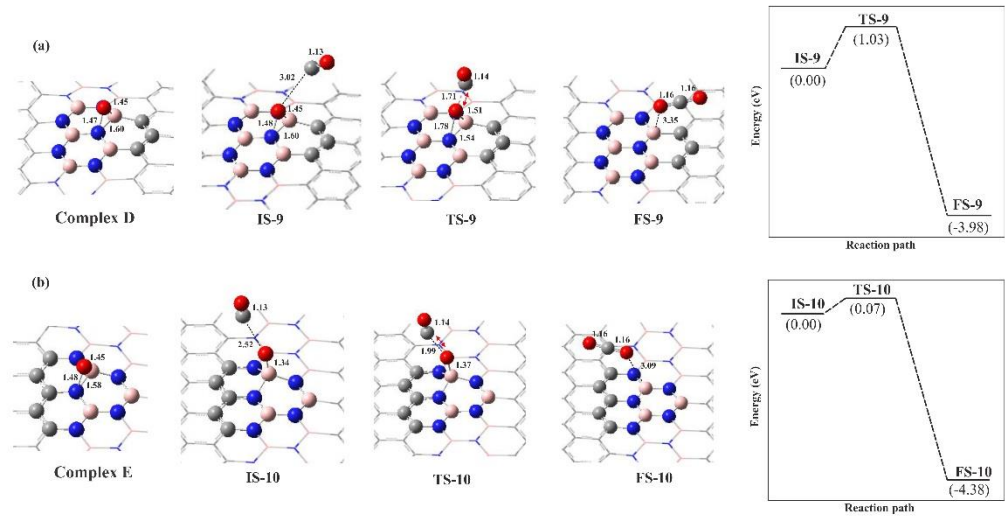 (a)
1.45
1.47
1.60
Complex D
1.13
3.02
1.45
1.48
1.60
IS-9
1.14
1.71
1.51
1.78
1.54
TS-9
1.16
1.16
3.35
FS-9
Energy (eV)
IS-9
(0.00)
TS-9
(1.03)
FS-9
(-3.98)
Reaction path
(b)
1.45
1.48
1.58
Complex E
1.13
2.52
1.34
IS-10
1.14
1.99
1.37
TS-10
1.16
1.16
3.09
FS-10
Energy (eV)
IS-10
(0.00)
TS-10
(0.07)
FS-10
(-4.38)
Reaction path